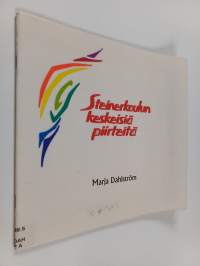 Steinerkoulun
keskeisiä
piirteitä
Marja Dahlström